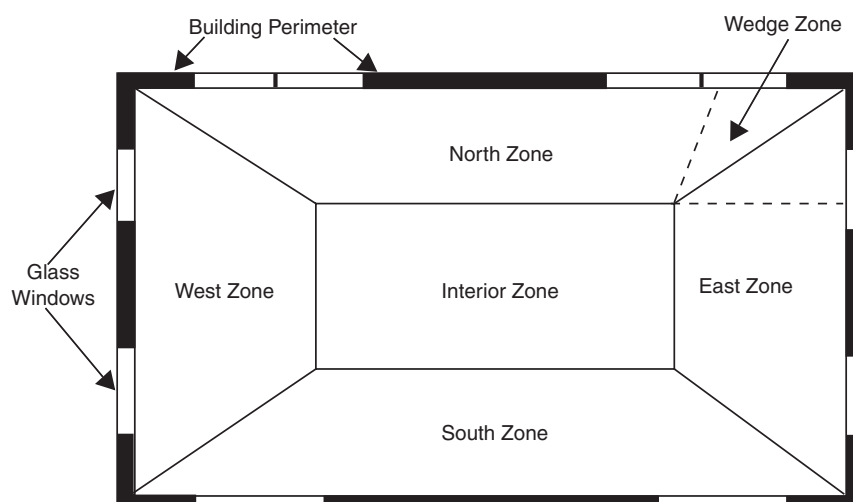 Building Perimeter
Wedge Zone
North Zone
Glass
Windows
West Zone
Interior Zone
East Zone
South Zone